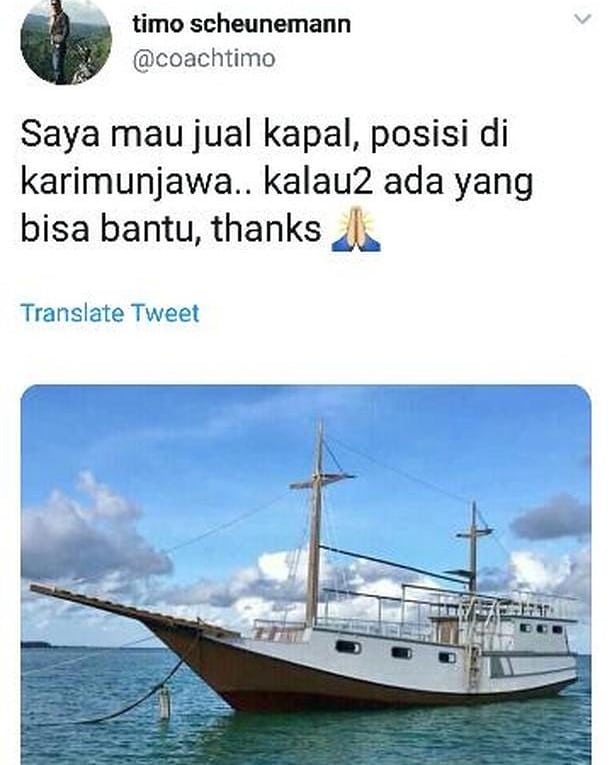 timo scheunemann
@coachtimo
Saya mau jual kapal, posisi di
karimunjawa.. kalau2 ada yang
bisa bantu, thanks 🙏
Translate Tweet